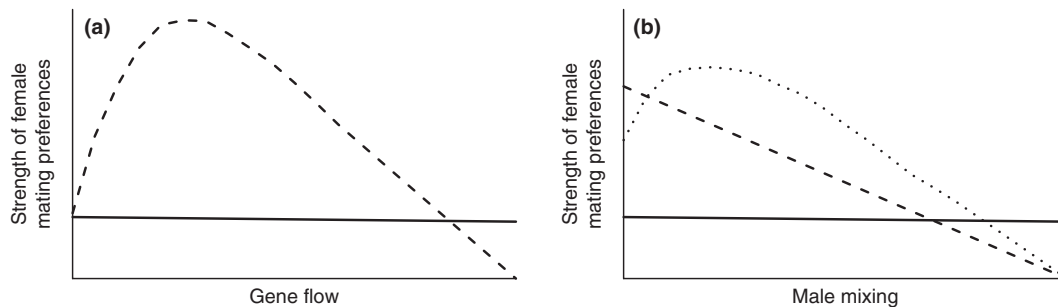 (a)
Strength of female
mating preferences
Gene flow
(b)
Strength of female
mating preferences
Male mixing